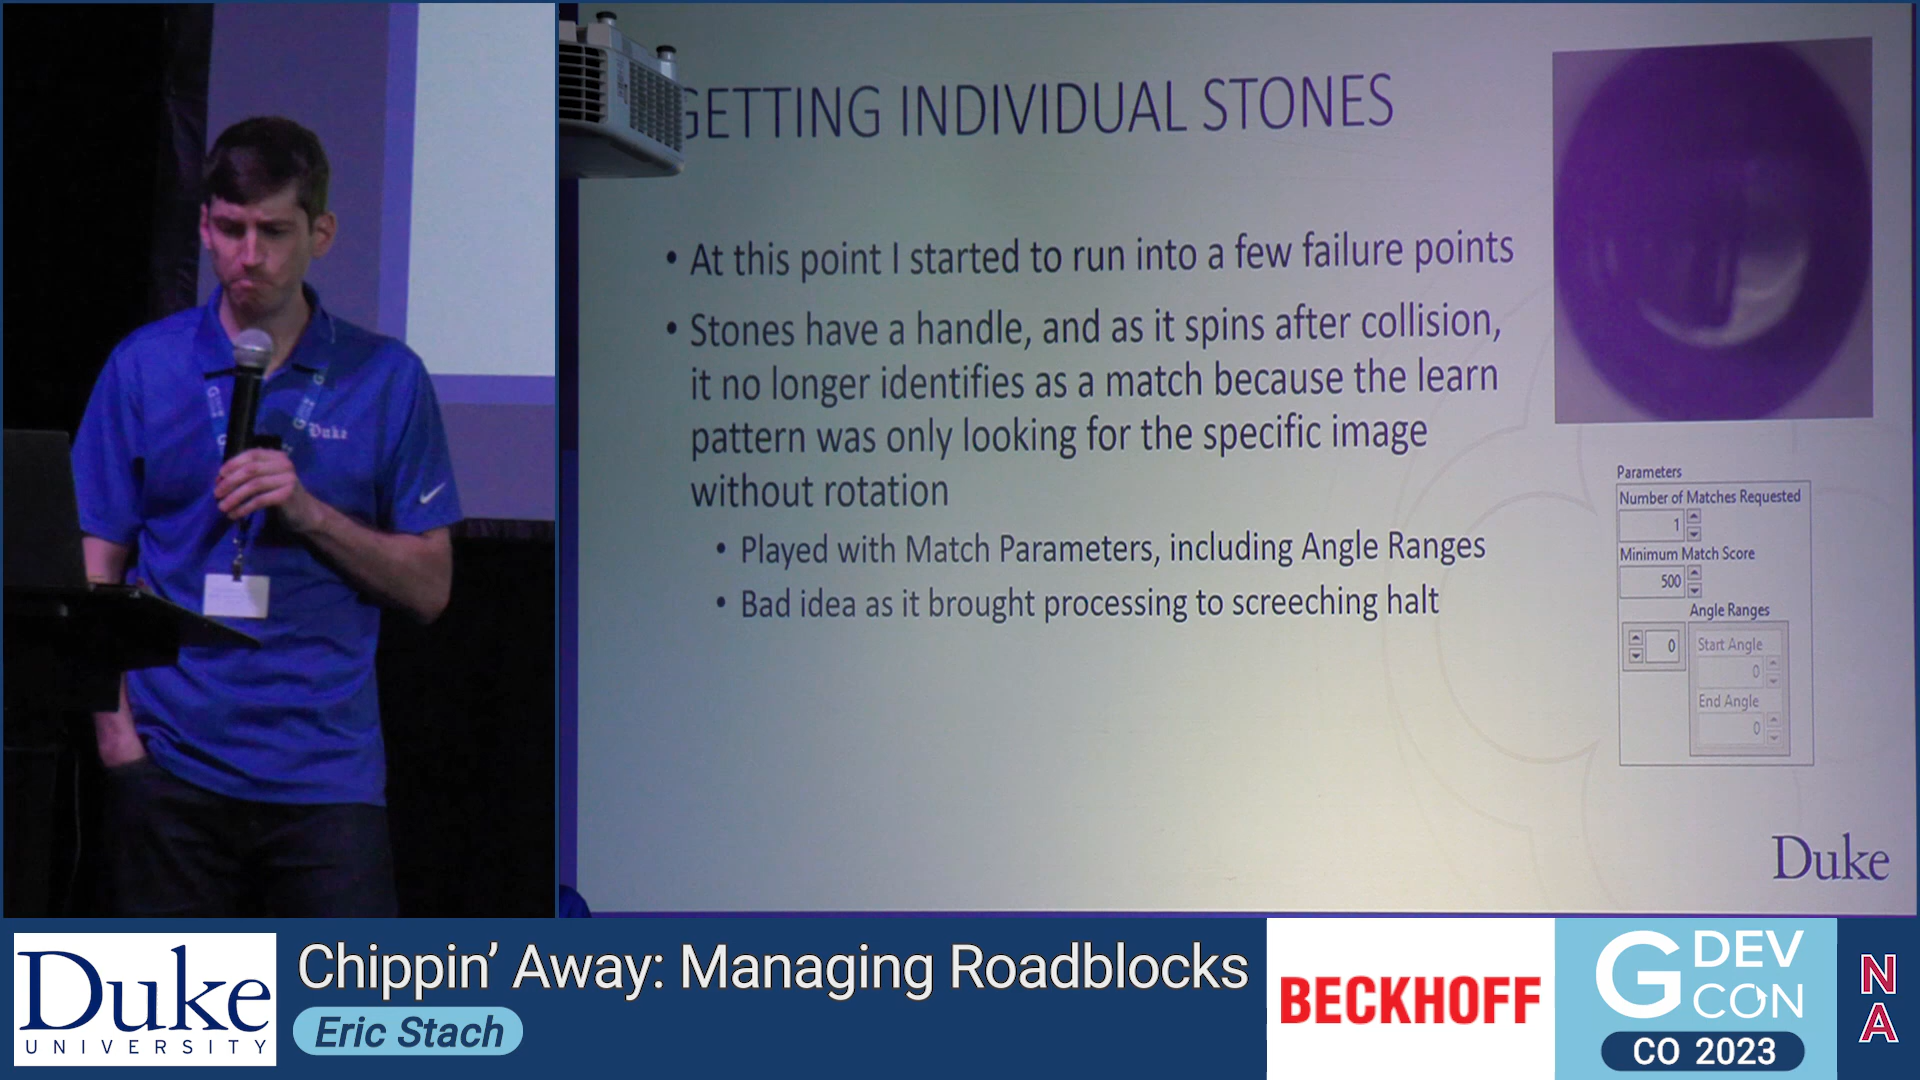 GETTING INDIVIDUAL STONES
• At this point I started to run into a few failure points
• Stones have a handle, and as it spins after collision,
it no longer identifies as a match because the learn
pattern was only looking for the specific image
without rotation
• Played with Match Parameters, including Angle Ranges
• Bad idea as it brought processing to screeching halt
Parameters
Number of Matches Requested
1
Minimum Match Score
500
Angle Ranges
0
Start Angle
0
End Angle
0
Duke
Duke
Duke
UNIVERSITY
Chippin’ Away: Managing Roadblocks
Eric Stach
BECKHOFF
G DEV
CON
CO 2023
N
A